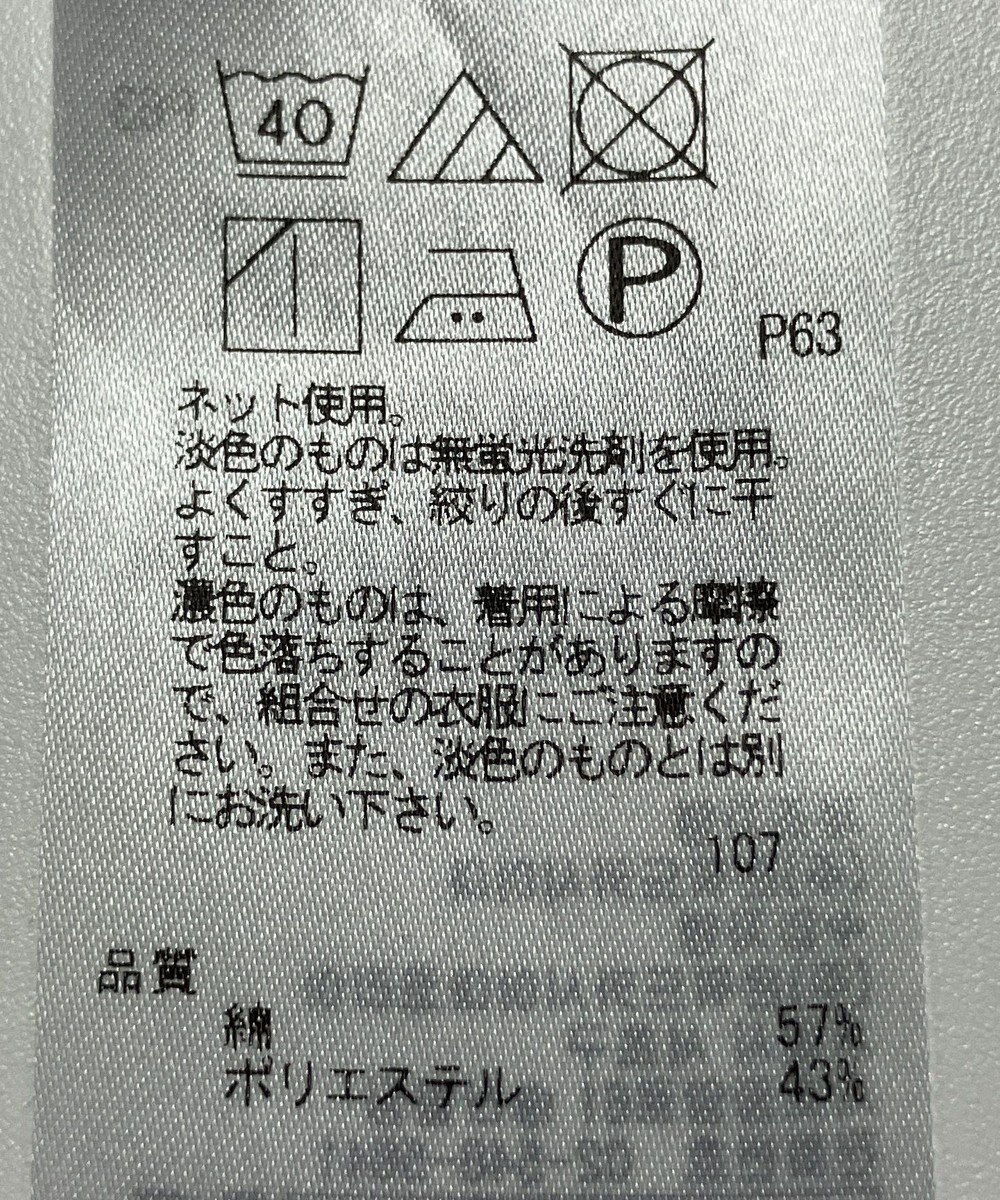 40
P
P63
ネット使用。
淡色のものは無蛍光洗剤を使用。
よくすすぎ、絞りの後すぐに干
すこと。
濃色のものは、着用による摩擦
で色落ちすることがありますの
で、組合せの衣服にご注意くだ
さい。また、淡色のものとは別
にお洗い下さい。
107
品質
綿 57%
ポリエステル 43%